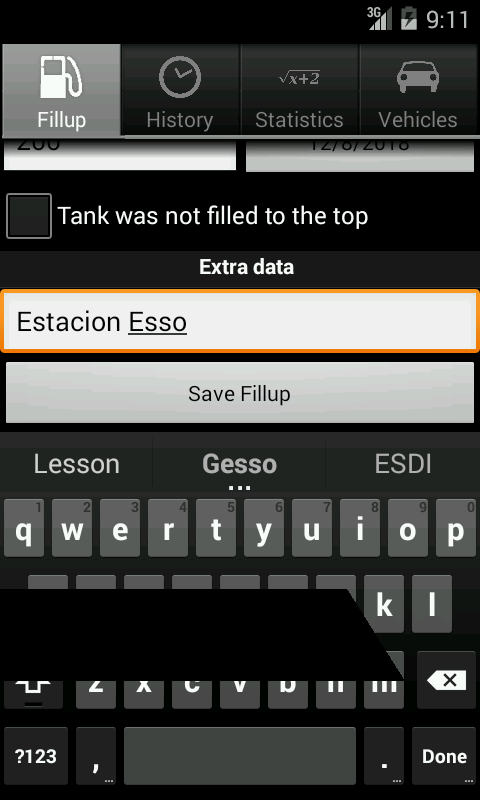 3G 9:11
Fillup History √x+2 Statistics Vehicles
200 12/8/2018
Tank was not filled to the top
Extra data
Estacion Esso
Save Fillup
Lesson Gesso ESDI
...
1 2 3 4 5 6 7 8 9 0
q w e r t y u i o p
k l
z x c v b n m
?123 , ... . ... Done ...